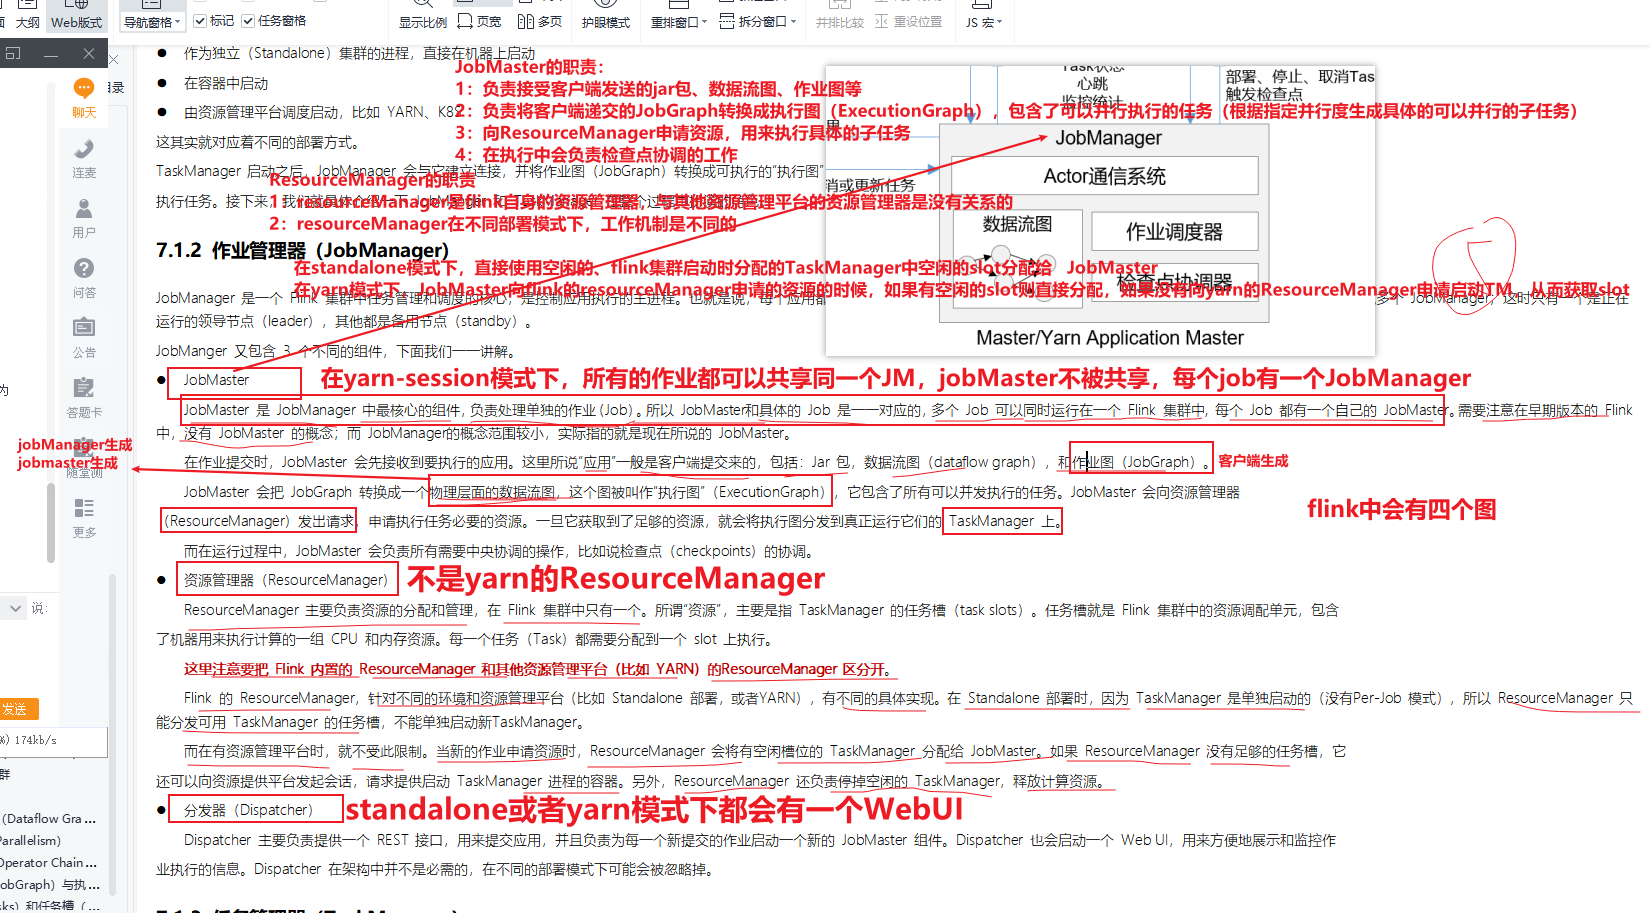 大纲
Web版式
导航窗格
标记
任务窗格
显示比例
页宽
多页
护眼模式
重排窗口
拆分窗口
并排比较
重设位置
JS 宏
录
聊天
连麦
用户
问答
公告
答题卡
随堂测
更多
为
说:
发送
%) 174kb/s
群
(Dataflow Gra ...
Parallelism)
Operator Chain ...
obGraph）与执 ...
sks）和任务槽（ ...
作为独立（Standalone）集群的进程，直接在机器上启动
在容器中启动
由资源管理平台调度启动，比如 YARN、K8S
这其实就对应着不同的部署方式。
TaskManager 启动之后，JobManager 会与它建立连接，并将作业图（JobGraph）转换成可执行的“执行图”
执行任务。接下来，我们就具体介绍一下
JobMaster的职责：
1：负责接受客户端发送的jar包、数据流图、作业图等
2：负责将客户端递交的JobGraph转换成执行图（ExecutionGraph），包含了可以并行执行的任务（根据指定并行度生成具体的可以并行的子任务）
3：向ResourceManager申请资源，用来执行具体的子任务
4：在执行中会负责检查点协调的工作
ResourceManager的职责
1：resourceManager是flink自身的资源管理器，与其他资源管理平台的资源管理器是没有关系的
2：resourceManager在不同部署模式下，工作机制是不同的
在standalone模式下，直接使用空闲的、flink集群启动时分配的TaskManager中空闲的slot分配给 JobMaster
在yarn模式下，JobMaster向flink的resourceManager申请的资源的时候，如果有空闲的slot则直接分配，如果没有向yarn的ResourceManager申请启动TM，从而获取slot
Task状态
心跳
监控统计
部署、停止、取消Tas
触发检查点
消或更新任务
JobManager
Actor通信系统
数据流图
作业调度器
检查点协调器
Master/Yarn Application Master
7.1.2 作业管理器（JobManager）
JobManager 是一个 Flink 集群中任务管理和调度的核心，是控制应用执行的主进程。也就是说，每个应用都
多个 JobManager，这时只有一个是正在
运行的领导节点（leader），其他都是备用节点（standby）。
JobManger 又包含 3 个不同的组件，下面我们一一讲解。
JobMaster
在yarn-session模式下，所有的作业都可以共享同一个JM，jobMaster不被共享，每个job有一个JobManager
JobMaster 是 JobManager 中最核心的组件，负责处理单独的作业（Job）。所以 JobMaster和具体的 Job 是一一对应的，多个 Job 可以同时运行在一个 Flink 集群中，每个 Job 都有一个自己的 JobMaster。需要注意在早期版本的 Flink
中，没有 JobMaster 的概念；而 JobManager的概念范围较小，实际指的就是现在所说的 JobMaster。
在作业提交时，JobMaster 会先接收到要执行的应用。这里所说“应用”一般是客户端提交来的，包括：Jar 包，数据流图（dataflow graph），和作业图（JobGraph）。
客户端生成
jobManager生成
jobmaster生成
JobMaster 会把 JobGraph 转换成一个物理层面的数据流图，这个图被叫作“执行图”（ExecutionGraph），它包含了所有可以并发执行的任务。JobMaster 会向资源管理器
（ResourceManager）发出请求，申请执行任务必要的资源。一旦它获取到了足够的资源，就会将执行图分发到真正运行它们的 TaskManager 上。
flink中会有四个图
而在运行过程中，JobMaster 会负责所有需要中央协调的操作，比如说检查点（checkpoints）的协调。
资源管理器（ResourceManager）
不是yarn的ResourceManager
ResourceManager 主要负责资源的分配和管理，在 Flink 集群中只有一个。所谓“资源”，主要是指 TaskManager 的任务槽（task slots）。任务槽就是 Flink 集群中的资源调配单元，包含
了机器用来执行计算的一组 CPU 和内存资源。每一个任务（Task）都需要分配到一个 slot 上执行。
这里注意要把 Flink 内置的 ResourceManager 和其他资源管理平台（比如 YARN）的ResourceManager 区分开。
Flink 的 ResourceManager，针对不同的环境和资源管理平台（比如 Standalone 部署，或者YARN），有不同的具体实现。在 Standalone 部署时，因为 TaskManager 是单独启动的（没有Per-Job 模式），所以 ResourceManager 只
能分发可用 TaskManager 的任务槽，不能单独启动新TaskManager。
而在有资源管理平台时，就不受此限制。当新的作业申请资源时，ResourceManager 会将有空闲槽位的 TaskManager 分配给 JobMaster。如果 ResourceManager 没有足够的任务槽，它
还可以向资源提供平台发起会话，请求提供启动 TaskManager 进程的容器。另外，ResourceManager 还负责停掉空闲的 TaskManager，释放计算资源。
分发器（Dispatcher）
standalone或者yarn模式下都会有一个WebUI
Dispatcher 主要负责提供一个 REST 接口，用来提交应用，并且负责为每一个新提交的作业启动一个新的 JobMaster 组件。Dispatcher 也会启动一个 Web UI，用来方便地展示和监控作
业执行的信息。Dispatcher 在架构中并不是必需的，在不同的部署模式下可能会被忽略掉。